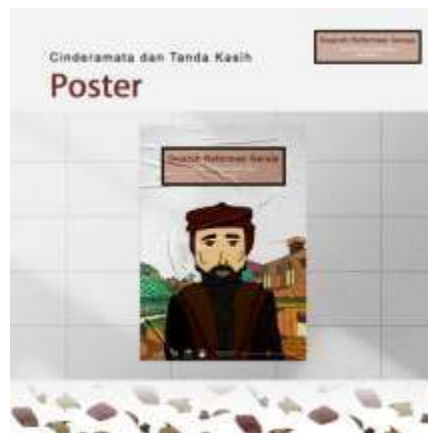 Cinderamata dan Tanda Kasih
Sejarah Reformasi Gereja
Poster
Sejarah Reformasi Gereja